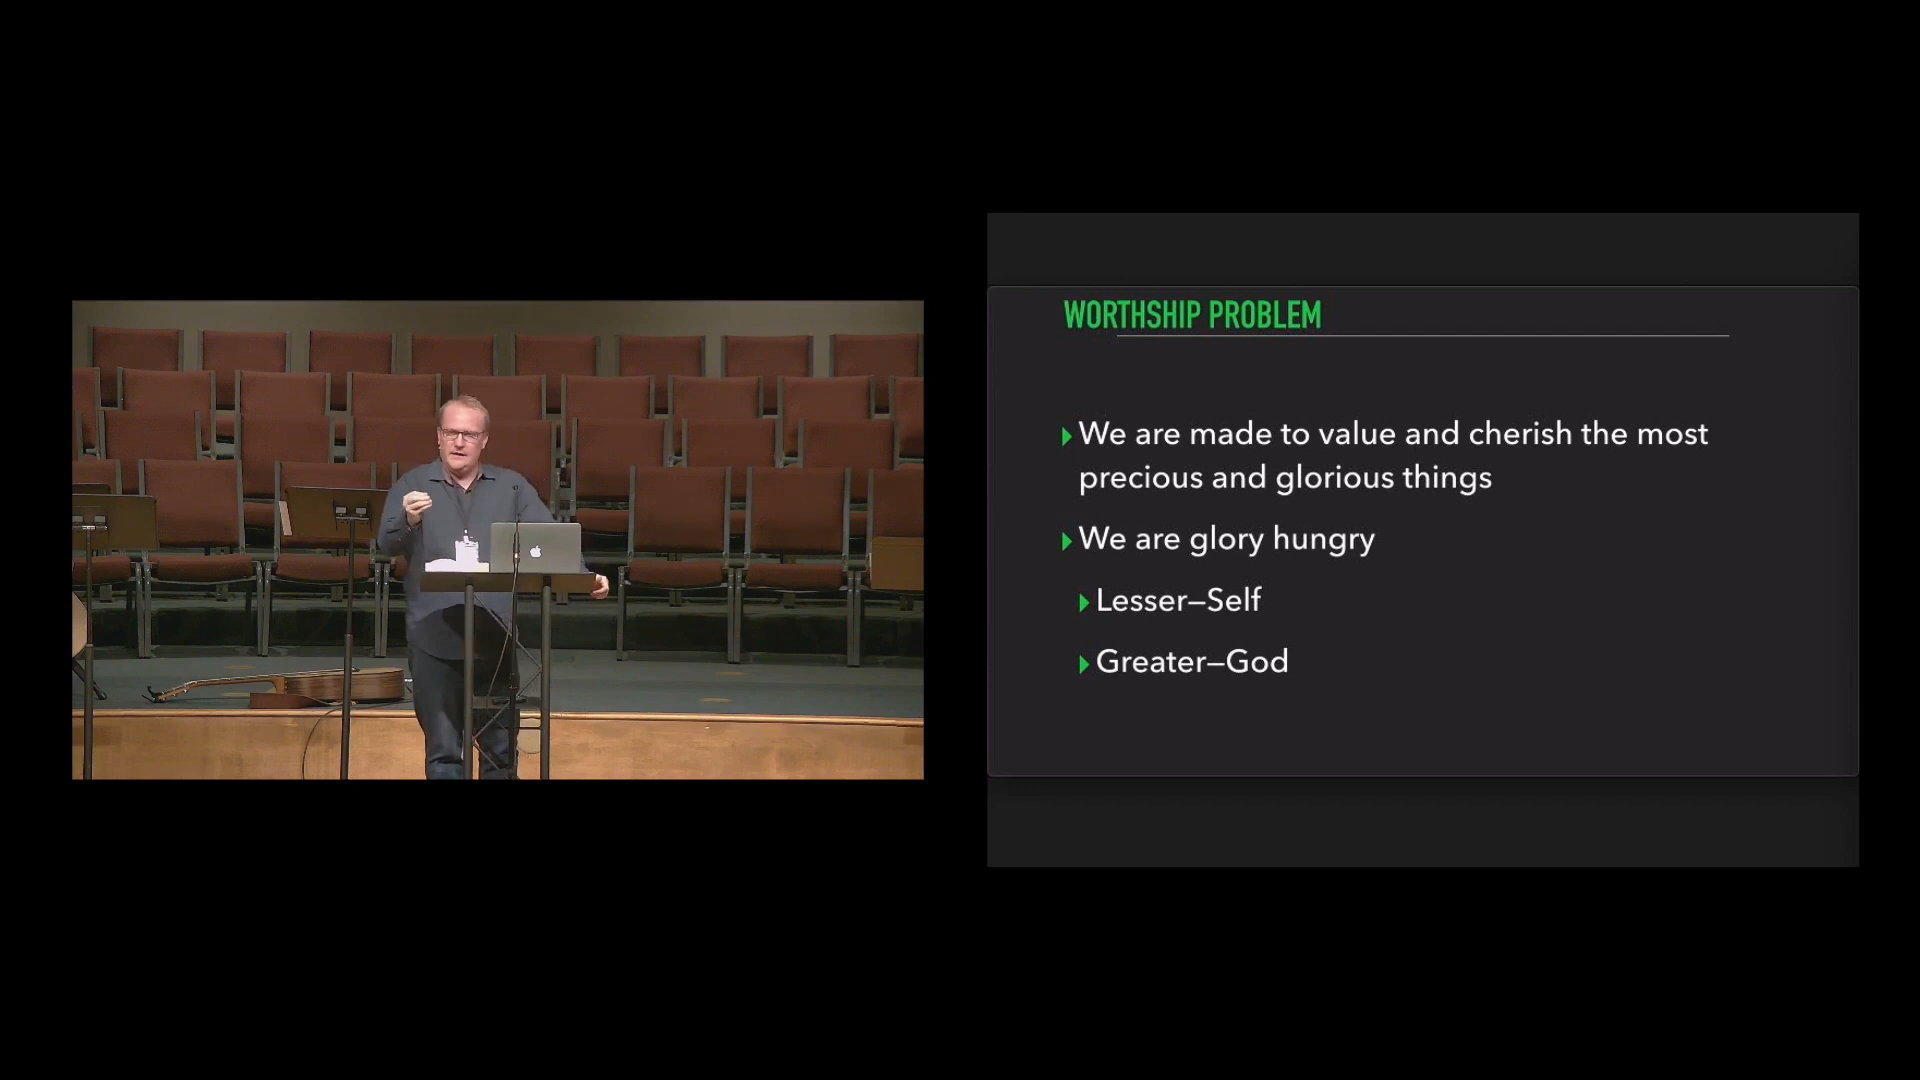 WORTHSHIP PROBLEM
We are made to value and cherish the most
precious and glorious things
We are glory hungry
Lesser—Self
Greater—God